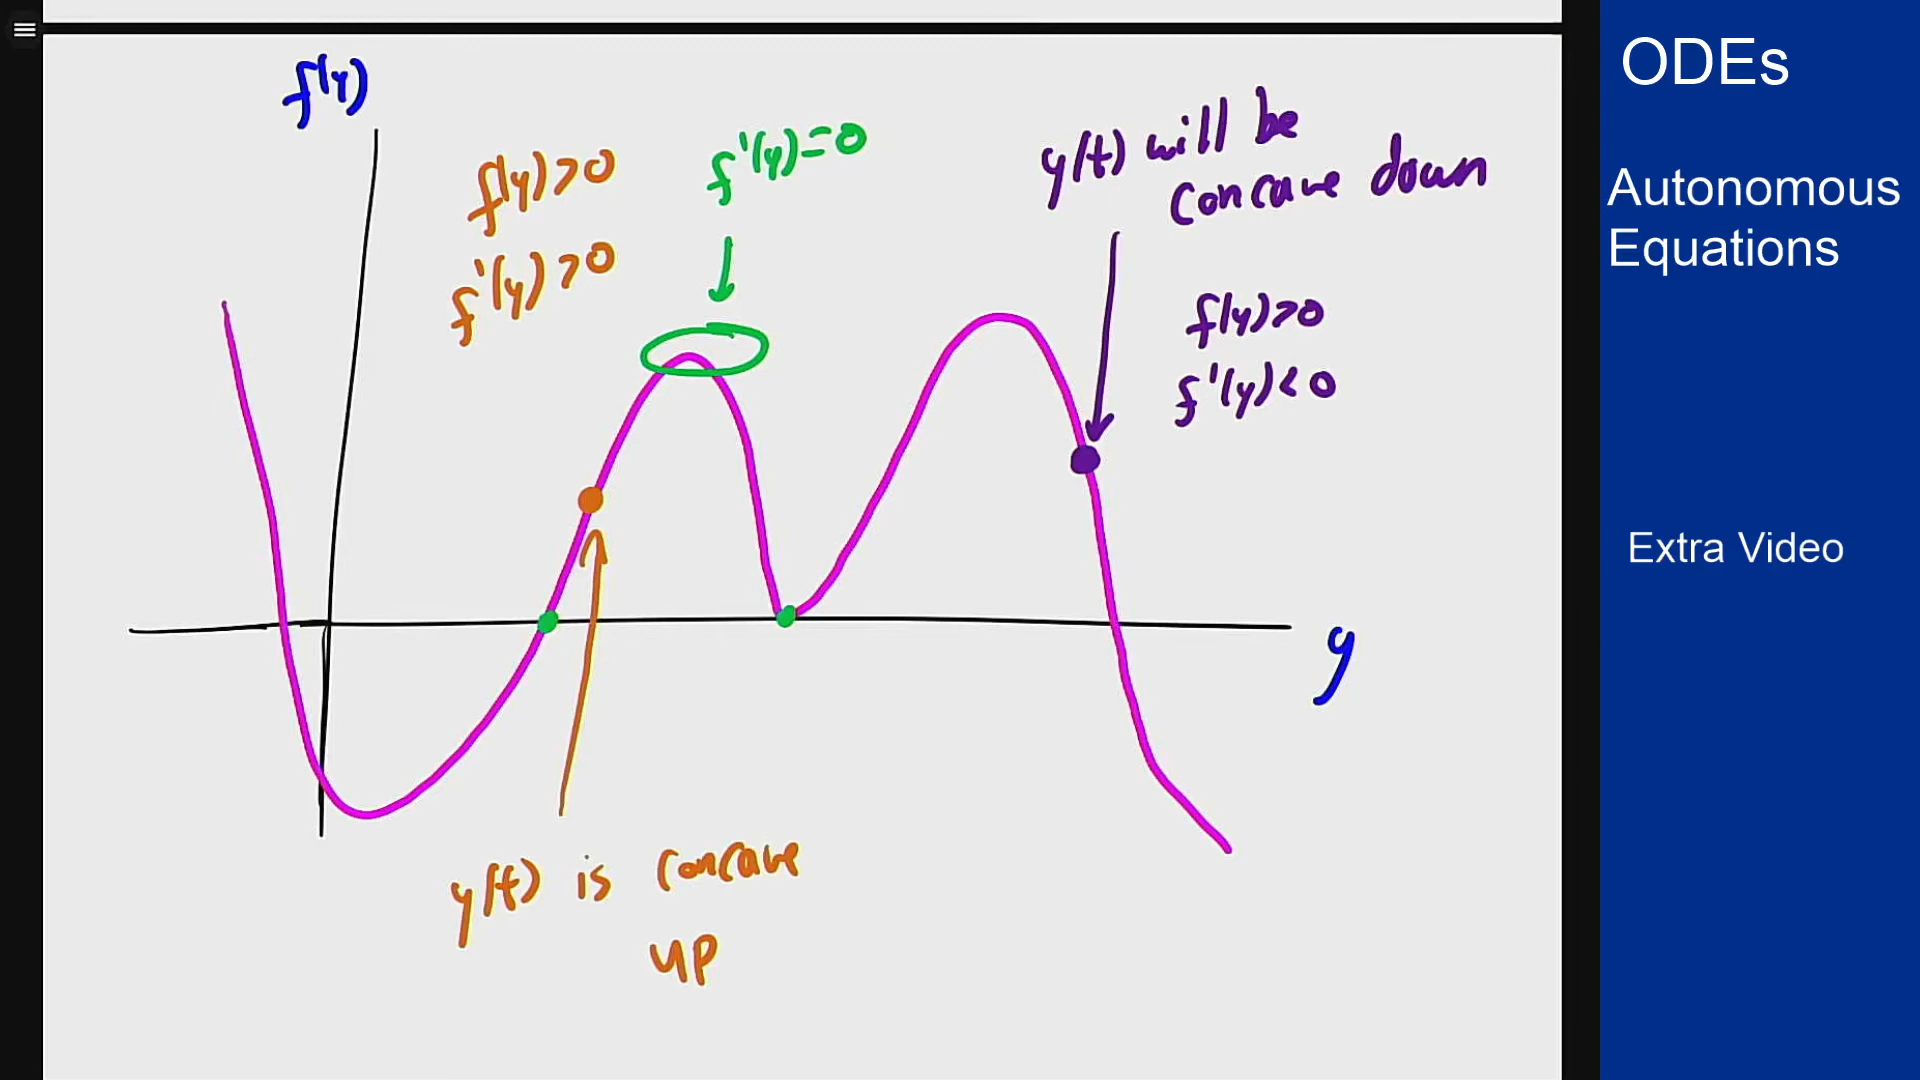 f(y)
f(y)>0
f'(y)>0
f'(y)=0
y(t) will be
concave down
f(y)>0
f'(y)<0
y
y(t) is concave
up
ODEs
Autonomous
Equations
Extra Video